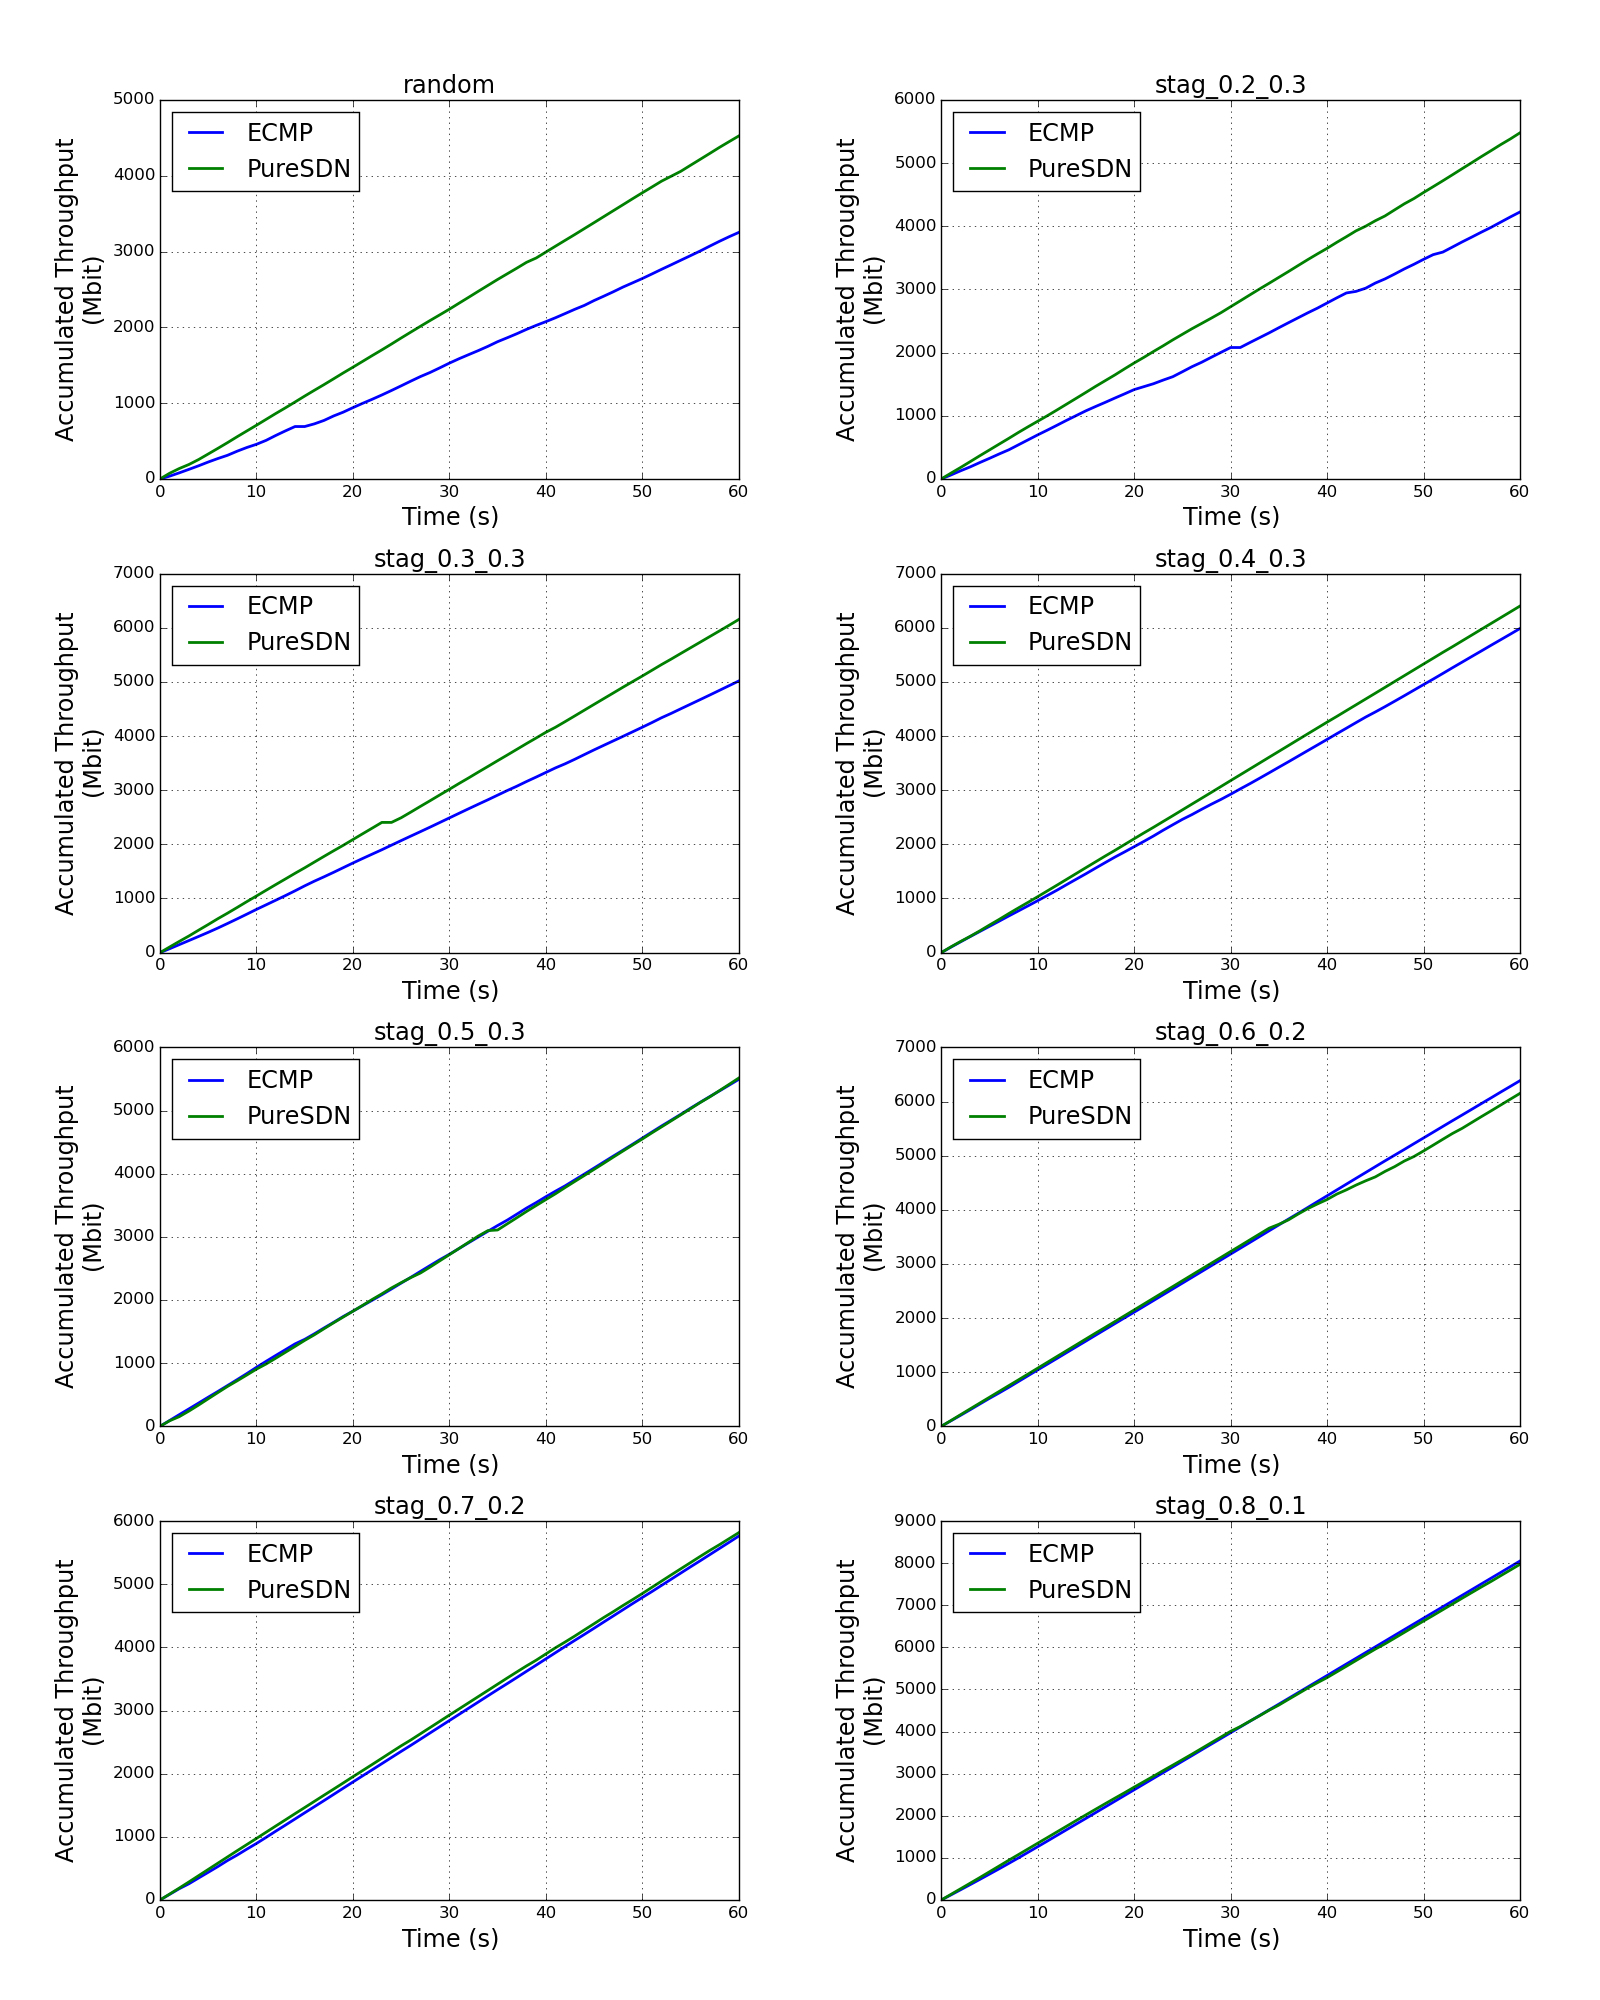 random
5000
4000
3000
2000
1000
0
0 10 20 30 40 50 60
Accumulated Throughput
(Mbit)
Time (s)
ECMP
PureSDN
stag_0.2_0.3
6000
5000
4000
3000
2000
1000
0
0 10 20 30 40 50 60
Accumulated Throughput
(Mbit)
Time (s)
ECMP
PureSDN
stag_0.3_0.3
7000
6000
5000
4000
3000
2000
1000
0
0 10 20 30 40 50 60
Accumulated Throughput
(Mbit)
Time (s)
ECMP
PureSDN
stag_0.4_0.3
7000
6000
5000
4000
3000
2000
1000
0
0 10 20 30 40 50 60
Accumulated Throughput
(Mbit)
Time (s)
ECMP
PureSDN
stag_0.5_0.3
6000
5000
4000
3000
2000
1000
0
0 10 20 30 40 50 60
Accumulated Throughput
(Mbit)
Time (s)
ECMP
PureSDN
stag_0.6_0.2
7000
6000
5000
4000
3000
2000
1000
0
0 10 20 30 40 50 60
Accumulated Throughput
(Mbit)
Time (s)
ECMP
PureSDN
stag_0.7_0.2
6000
5000
4000
3000
2000
1000
0
0 10 20 30 40 50 60
Accumulated Throughput
(Mbit)
Time (s)
ECMP
PureSDN
stag_0.8_0.1
9000
8000
7000
6000
5000
4000
3000
2000
1000
0
0 10 20 30 40 50 60
Accumulated Throughput
(Mbit)
Time (s)
ECMP
PureSDN